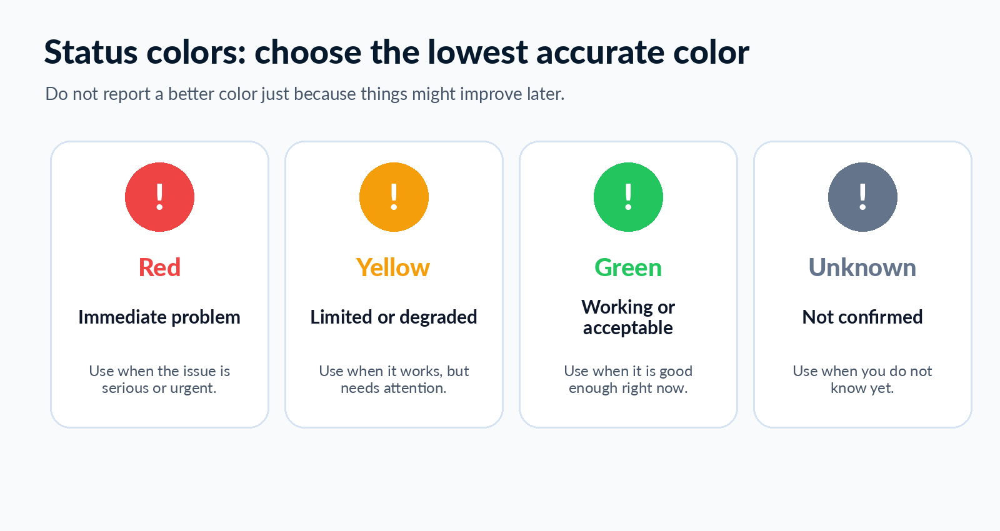 Status colors: choose the lowest accurate color
Do not report a better color just because things might improve later.
!
!
!
!
Red
Yellow
Green
Unknown
Immediate problem
Limited or degraded
Working or
acceptable
Not confirmed
Use when the issue is
serious or urgent.
Use when it works, but
needs attention.
Use when it is good
enough right now.
Use when you do not
know yet.